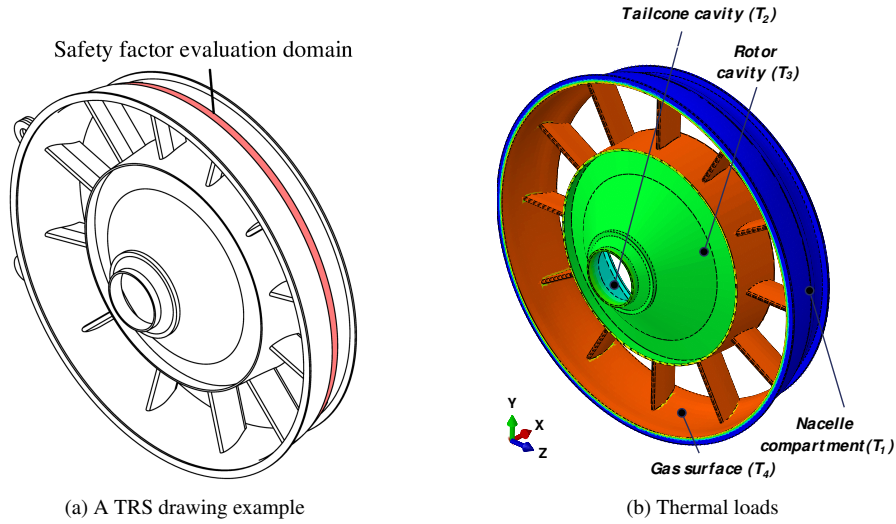 Safety factor evaluation domain
(a) A TRS drawing example
Tailcone cavity (T₂)
Rotor
cavity (T₃)
Y
X
Z
Nacelle
compartment(T₁)
Gas surface (T₄)
(b) Thermal loads